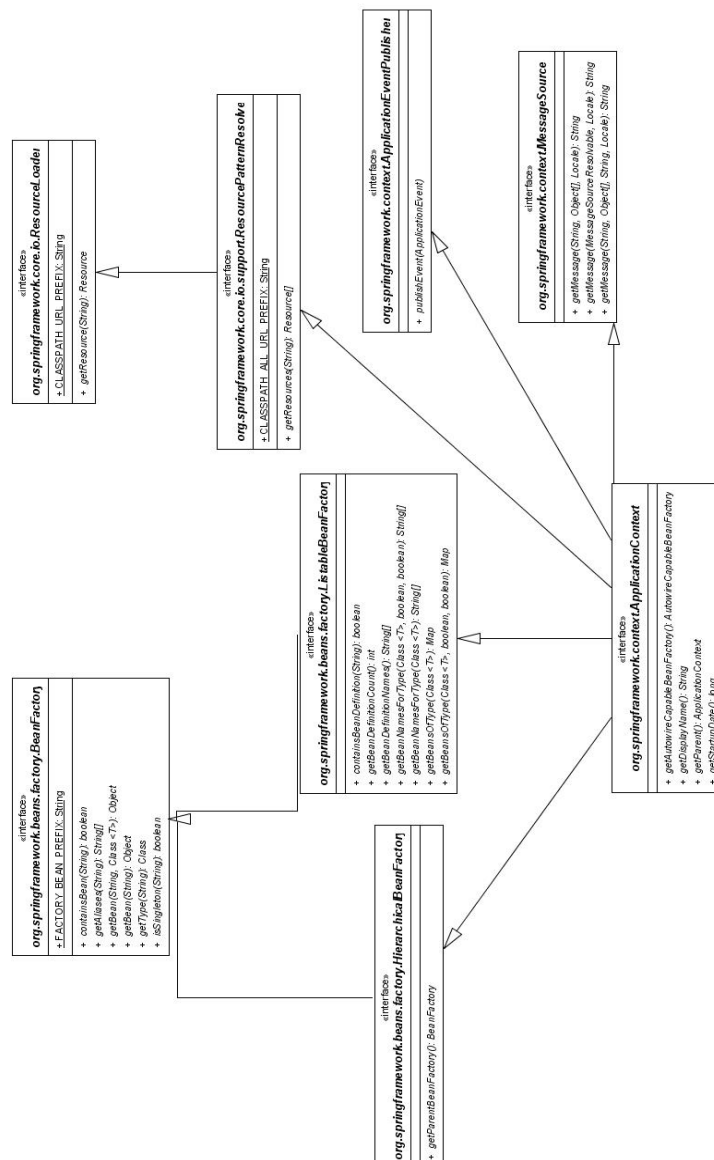 «interface»
org.springframework.core.io.ResourceLoader
+ CLASSPATH_URL_PREFIX: String
+ getResource(String): Resource
«interface»
org.springframework.core.io.support.ResourcePatternResolve
+ CLASSPATH_ALL_URL_PREFIX: String
+ getResources(String): Resource[]
«interface»
org.springframework.context.ApplicationEventPublisher
+ publishEvent(ApplicationEvent)
«interface»
org.springframework.context.MessageSource
+ getMessage(String, Object[], Locale): String
+ getMessage(MessageSourceResolvable, Locale): String
+ getMessage(String, Object[], String, Locale): String
«interface»
org.springframework.beans.factory.BeanFactory
+ FACTORY_BEAN_PREFIX: String
+ containsBean(String): boolean
+ getAliases(String): String[]
+ getBean(String, Class <T>): Object
+ getBean(String): Object
+ getType(String): Class
+ isSingleton(String): boolean
«interface»
org.springframework.beans.factory.ListableBeanFactory
+ containsBeanDefinition(String): boolean
+ getBeanDefinitionCount(): int
+ getBeanDefinitionNames(): String[]
+ getBeanNamesForType(Class <T>, boolean, boolean): String[]
+ getBeanNamesForType(Class <T>): String[]
+ getBeansOfType(Class <T>): Map
+ getBeansOfType(Class <T>, boolean, boolean): Map
«interface»
org.springframework.beans.factory.HierarchicalBeanFactory
+ getParentBeanFactory(): BeanFactory
«interface»
org.springframework.context.ApplicationContext
+ getAutowireCapableBeanFactory(): AutowireCapableBeanFactory
+ getDisplayName(): String
+ getParent(): ApplicationContext
+ getStartupDate(): long